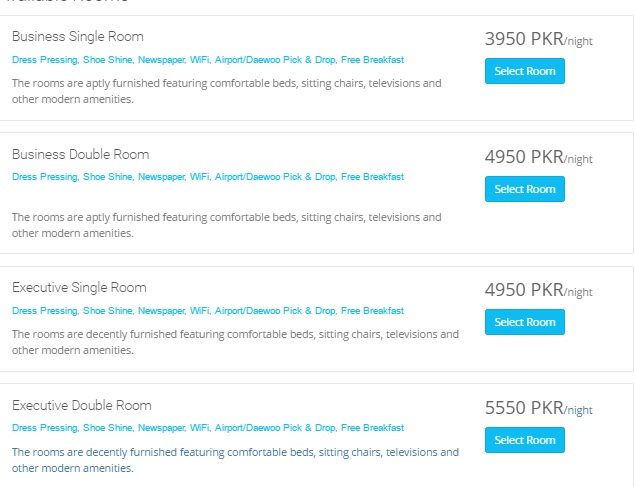 Business Single Room
3950 PKR/night
Dress Pressing, Shoe Shine, Newspaper, WiFi, Airport/Daewoo Pick & Drop, Free Breakfast
Select Room
The rooms are aptly furnished featuring comfortable beds, sitting chairs, televisions and
other modern amenities.
Business Double Room
4950 PKR/night
Dress Pressing, Shoe Shine, Newspaper, WiFi, Airport/Daewoo Pick & Drop, Free Breakfast
Select Room
The rooms are aptly furnished featuring comfortable beds, sitting chairs, televisions and
other modern amenities.
Executive Single Room
4950 PKR/night
Dress Pressing, Shoe Shine, Newspaper, WiFi, Airport/Daewoo Pick & Drop, Free Breakfast
Select Room
The rooms are decently furnished featuring comfortable beds, sitting chairs, televisions and
other modern amenities.
Executive Double Room
5550 PKR/night
Dress Pressing, Shoe Shine, Newspaper, WiFi, Airport/Daewoo Pick & Drop, Free Breakfast
Select Room
The rooms are decently furnished featuring comfortable beds, sitting chairs, televisions and
other modern amenities.